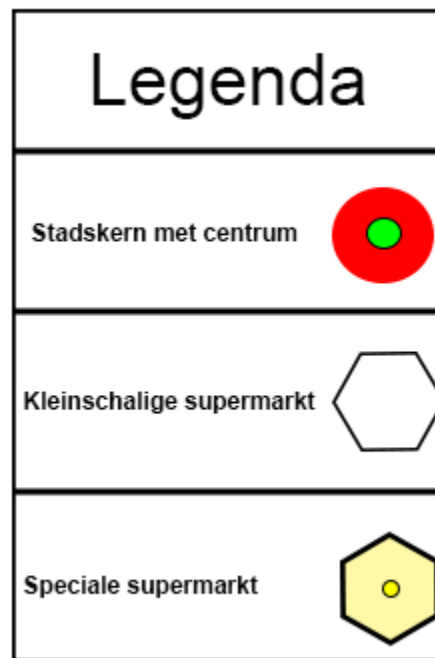 Legenda
Stadskern met centrum
Kleinschalige supermarkt
Speciale supermarkt